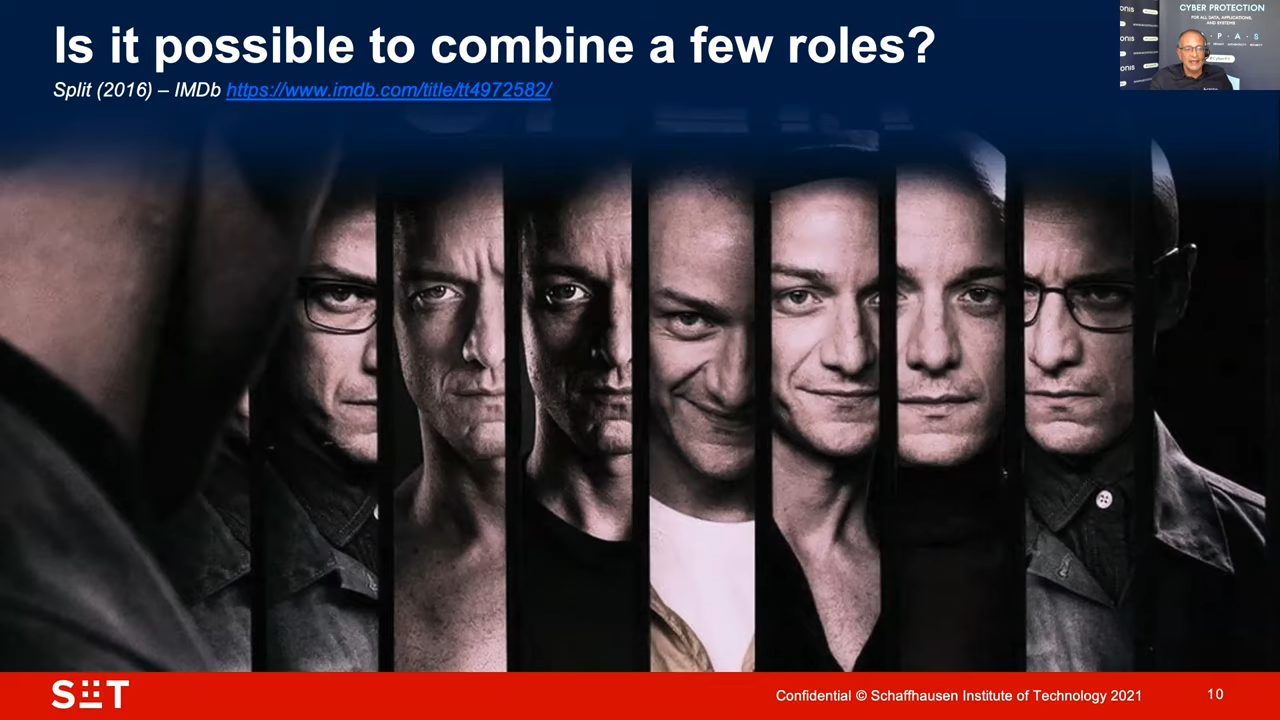 Is it possible to combine a few roles?
Split (2016) – IMDb https://www.imdb.com/title/tt4972582/
CYBER PROTECTION
FOR ALL DATA, APPLICATIONS,
AND SYSTEMS
Confidential © Schaffhausen Institute of Technology 2021
10